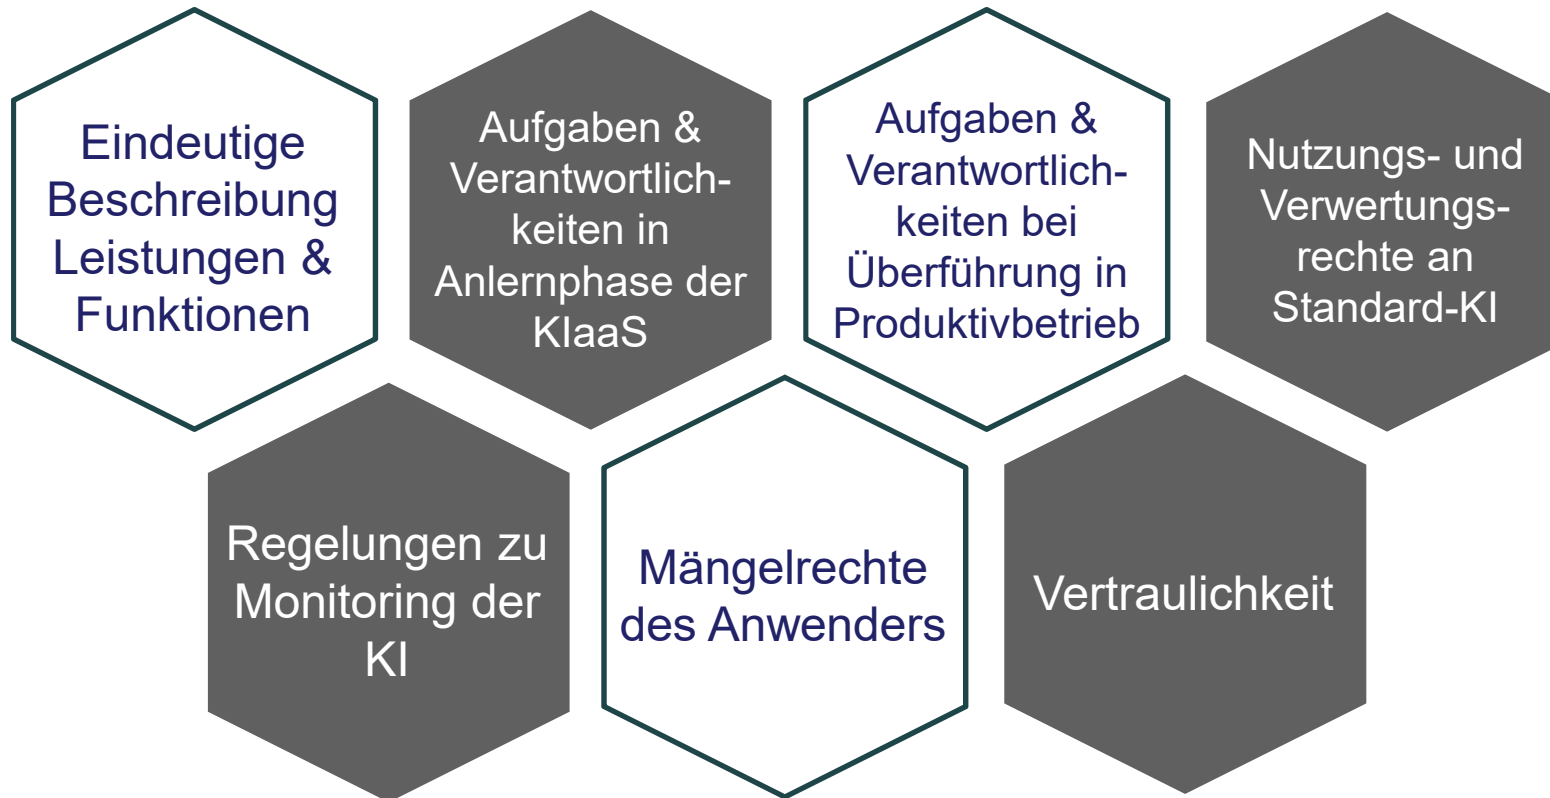 Eindeutige
Beschreibung
Leistungen &
Funktionen
Aufgaben &
Verantwortlich-
keiten in
Anlernphase der
KIaaS
Aufgaben &
Verantwortlich-
keiten bei
Überführung in
Produktivbetrieb
Nutzungs- und
Verwertungs-
rechte an
Standard-KI
Regelungen zu
Monitoring der
KI
Mängelrechte
des Anwenders
Vertraulichkeit